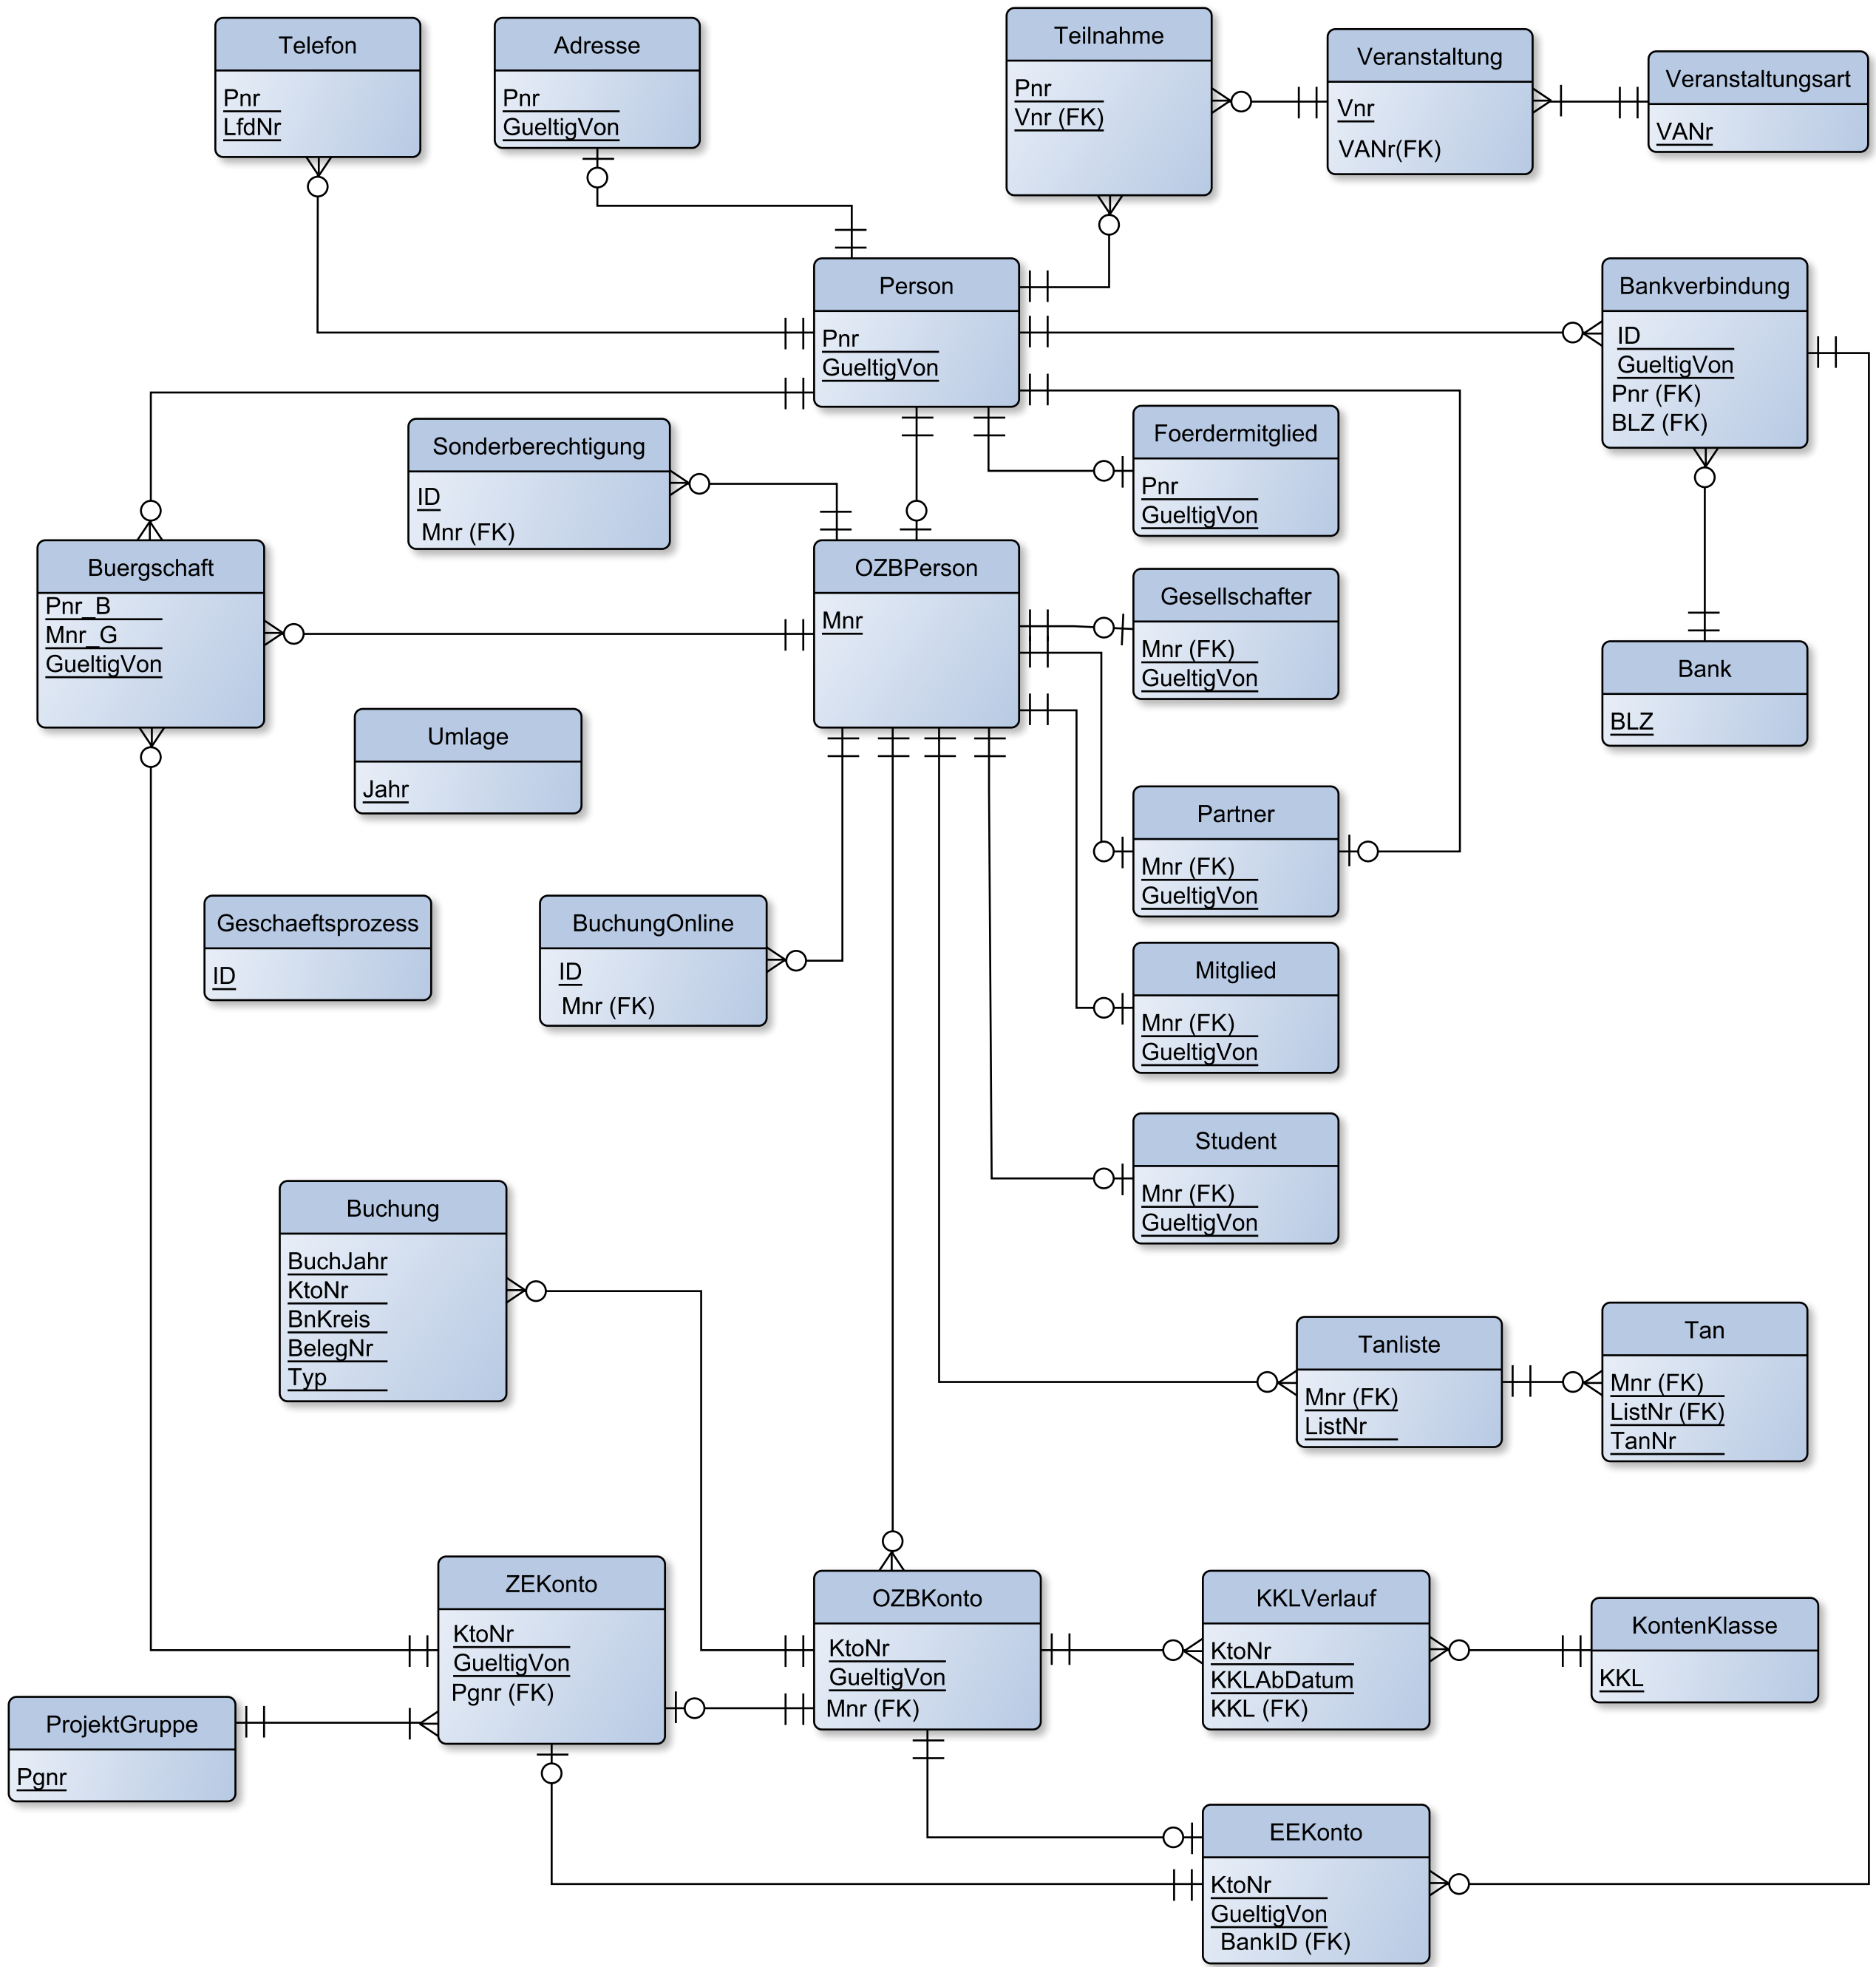 Telefon
Pnr
LfdNr
Adresse
Pnr
GueltigVon
Teilnahme
Pnr
Vnr (FK)
Veranstaltung
Vnr
VANr(FK)
Veranstaltungsart
VANr
Person
Pnr
GueltigVon
Bankverbindung
ID
GueltigVon
Pnr (FK)
BLZ (FK)
Sonderberechtigung
ID
Mnr (FK)
Foerdermitglied
Pnr
GueltigVon
Buergschaft
Pnr_B
Mnr_G
GueltigVon
OZBPerson
Mnr
Gesellschafter
Mnr (FK)
GueltigVon
Bank
BLZ
Umlage
Jahr
Partner
Mnr (FK)
GueltigVon
Geschaeftsprozess
ID
BuchungOnline
ID
Mnr (FK)
Mitglied
Mnr (FK)
GueltigVon
Student
Mnr (FK)
GueltigVon
Buchung
BuchJahr
KtoNr
BnKreis
BelegNr
Typ
Tanliste
Mnr (FK)
ListNr
Tan
Mnr (FK)
ListNr (FK)
TanNr
ZEKonto
KtoNr
GueltigVon
Pgnr (FK)
OZBKonto
KtoNr
GueltigVon
Mnr (FK)
KKLVerlauf
KtoNr
KKLAbDatum
KKL (FK)
KontenKlasse
KKL
ProjektGruppe
Pgnr
EEKonto
KtoNr
GueltigVon
BankID (FK)